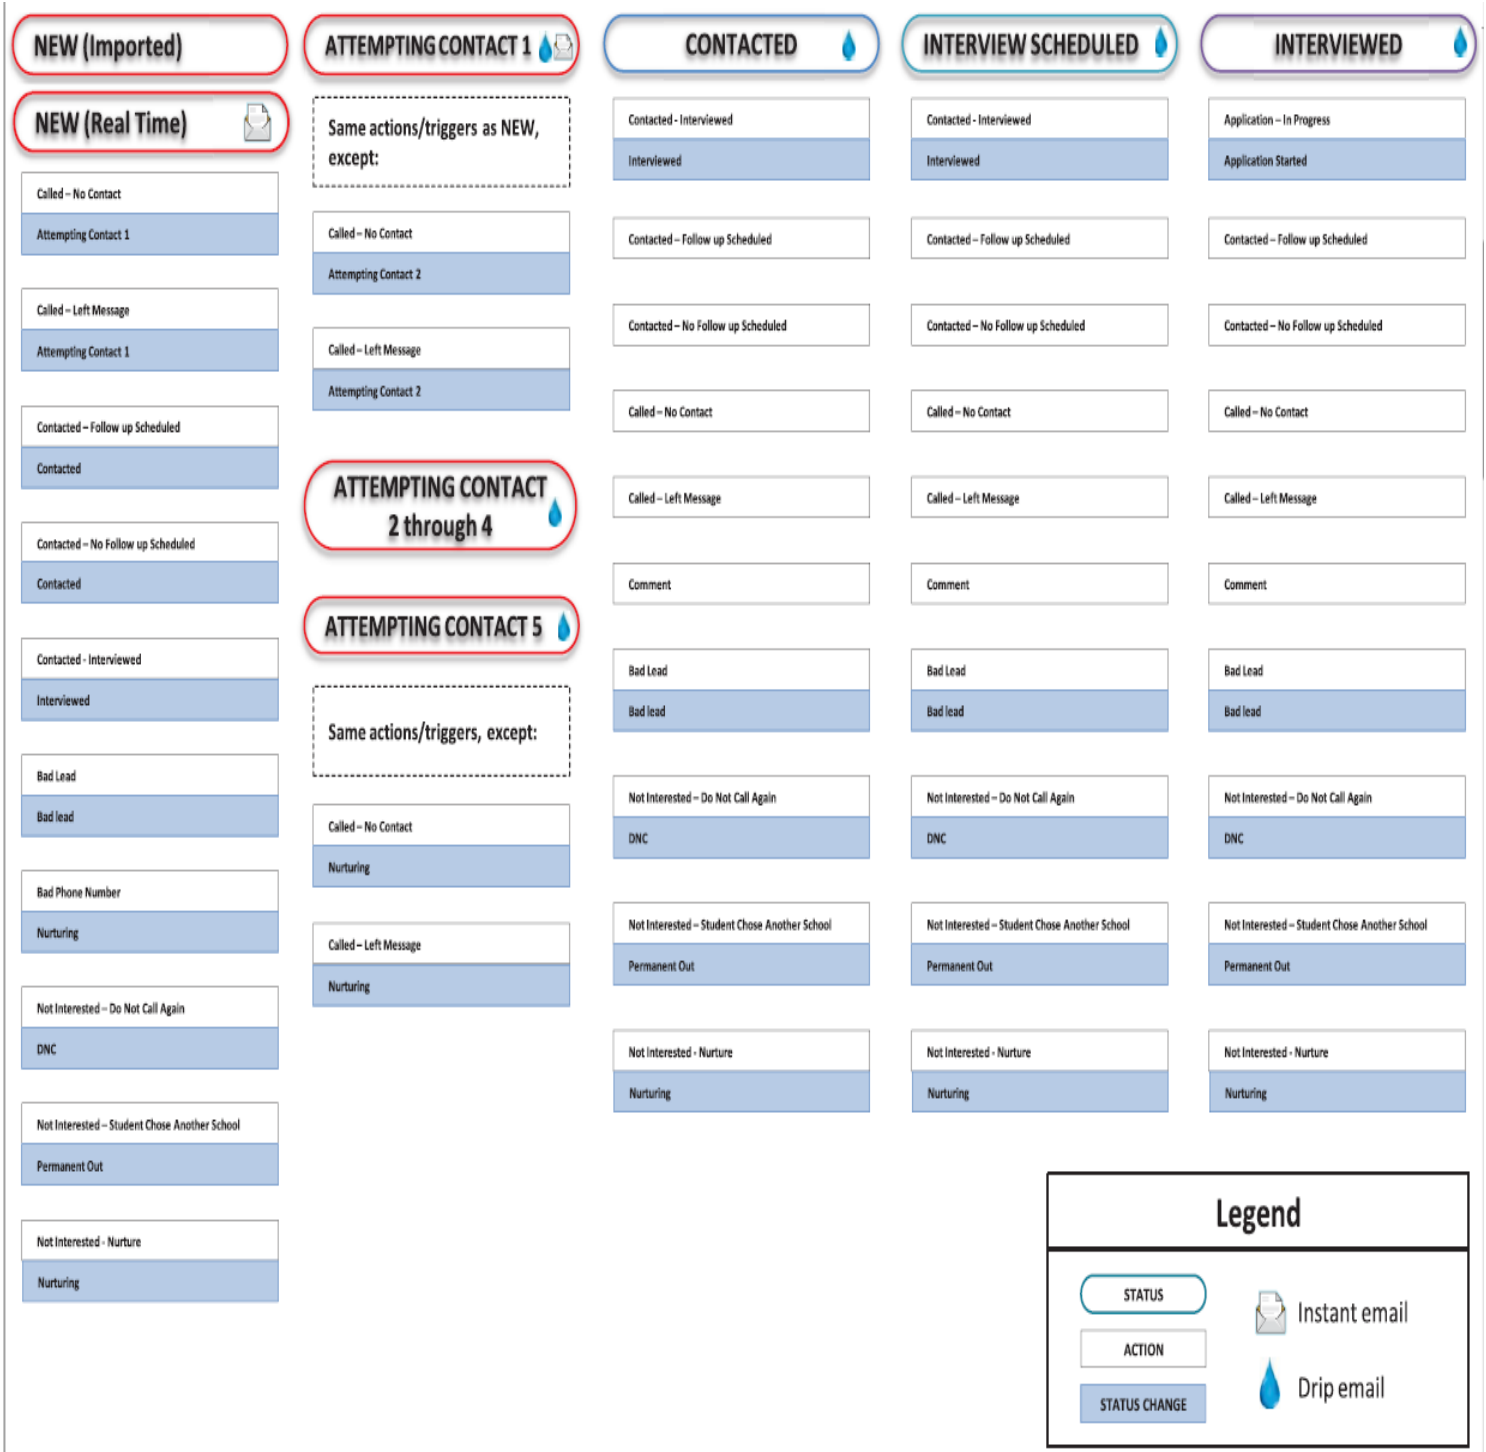 NEW (Imported)
NEW (Real Time)
Called – No Contact
Attempting Contact 1
Called – Left Message
Attempting Contact 1
Contacted – Follow up Scheduled
Contacted
Contacted – No Follow up Scheduled
Contacted
Contacted - Interviewed
Interviewed
Bad Lead
Bad lead
Bad Phone Number
Nurturing
Not Interested – Do Not Call Again
DNC
Not Interested – Student Chose Another School
Permanent Out
Not Interested - Nurture
Nurturing
ATTEMPTING CONTACT 1
Same actions/triggers as NEW,
except:
Called – No Contact
Attempting Contact 2
Called – Left Message
Attempting Contact 2
ATTEMPTING CONTACT
2 through 4
ATTEMPTING CONTACT 5
Same actions/triggers, except:
Called – No Contact
Nurturing
Called – Left Message
Nurturing
CONTACTED
Contacted - Interviewed
Interviewed
Contacted – Follow up Scheduled
Contacted – No Follow up Scheduled
Called – No Contact
Called – Left Message
Comment
Bad Lead
Bad lead
Not Interested – Do Not Call Again
DNC
Not Interested – Student Chose Another School
Permanent Out
Not Interested - Nurture
Nurturing
INTERVIEW SCHEDULED
Contacted - Interviewed
Interviewed
Contacted – Follow up Scheduled
Contacted – No Follow up Scheduled
Called – No Contact
Called – Left Message
Comment
Bad Lead
Bad lead
Not Interested – Do Not Call Again
DNC
Not Interested – Student Chose Another School
Permanent Out
Not Interested - Nurture
Nurturing
INTERVIEWED
Application – In Progress
Application Started
Contacted – Follow up Scheduled
Contacted – No Follow up Scheduled
Called – No Contact
Called – Left Message
Comment
Bad Lead
Bad lead
Not Interested – Do Not Call Again
DNC
Not Interested – Student Chose Another School
Permanent Out
Not Interested - Nurture
Nurturing
Legend
STATUS
ACTION
STATUS CHANGE
Instant email
Drip email